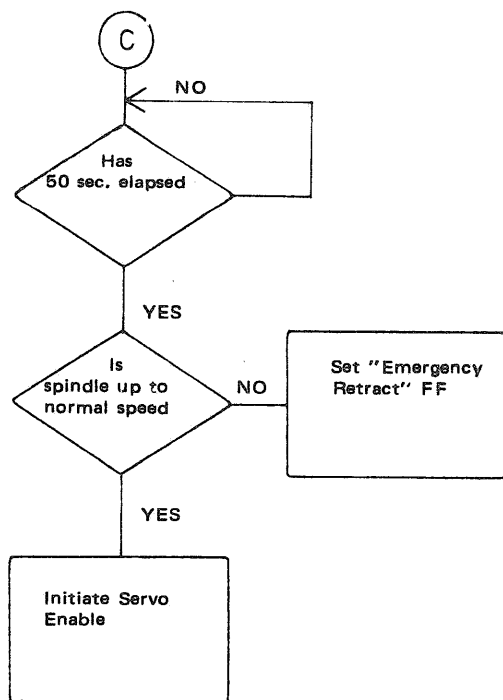 C
NO
Has
50 sec. elapsed
YES
Is
spindle up to
normal speed
NO
Set "Emergency
Retract" FF
YES
Initiate Servo
Enable